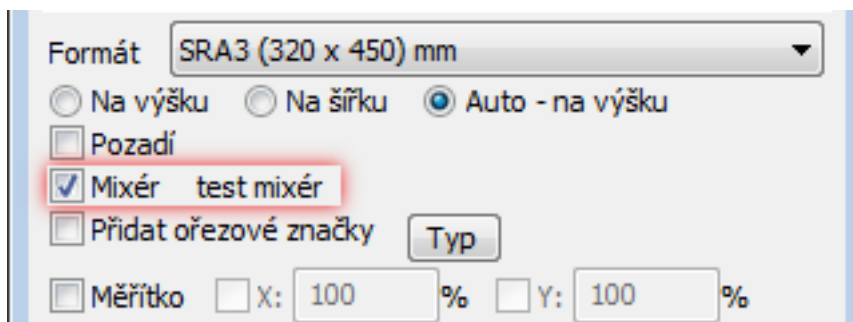 Formát SRA3 (320 x 450) mm
Na výšku Na šířku Auto - na výšku
Pozadí
Mixér test mixér
Přidat ořezové značky Typ
Měřítko X: 100 % Y: 100 %